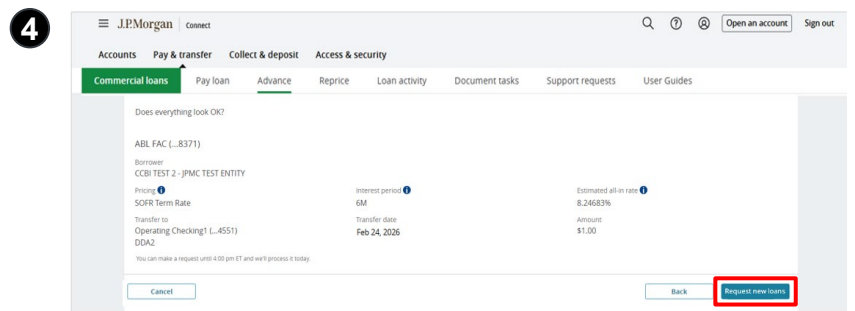 4
J.P.Morgan Connect Open an account Sign out
Accounts Pay & transfer Collect & deposit Access & security
Commercial loans Pay loan Advance Reprice Loan activity Document tasks Support requests User Guides
Does everything look OK?
ABL FAC (...8371)
Borrower
CCBI TEST 2 - JPMC TEST ENTITY
Pricing Interest period Estimated all-in rate
SOFR Term Rate 6M 8.24683%
Transfer to Transfer date Amount
Operating Checking1 (...4551) Feb 24, 2026 $1.00
DDA2
You can make a request until 4:00 pm ET and we'll process it today.
Cancel Back Request new loans